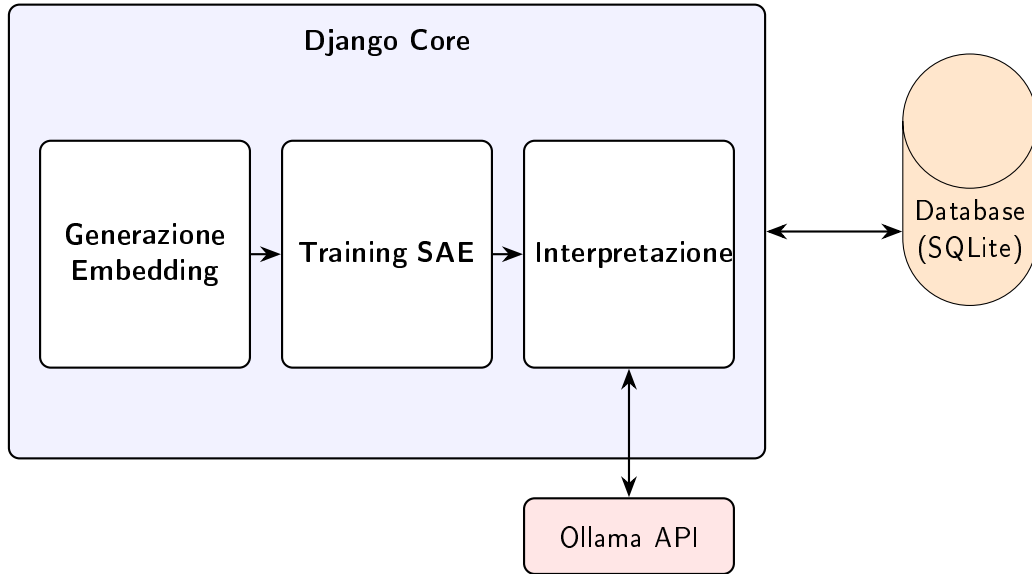 Django Core
Generazione
Embedding
Training SAE
Interpretazione
Database
(SQLite)
Ollama API